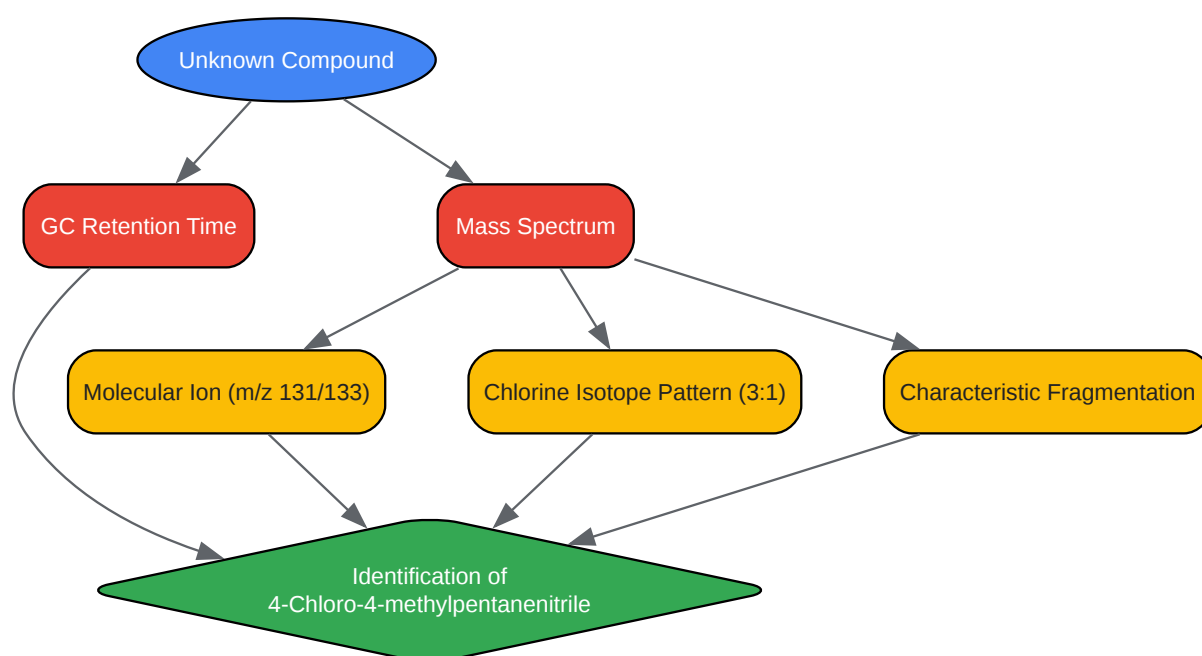 Unknown Compound
GC Retention Time
Mass Spectrum
Molecular Ion (m/z 131/133)
Chlorine Isotope Pattern (3:1)
Characteristic Fragmentation
Identification of
4-Chloro-4-methylpentanenitrile